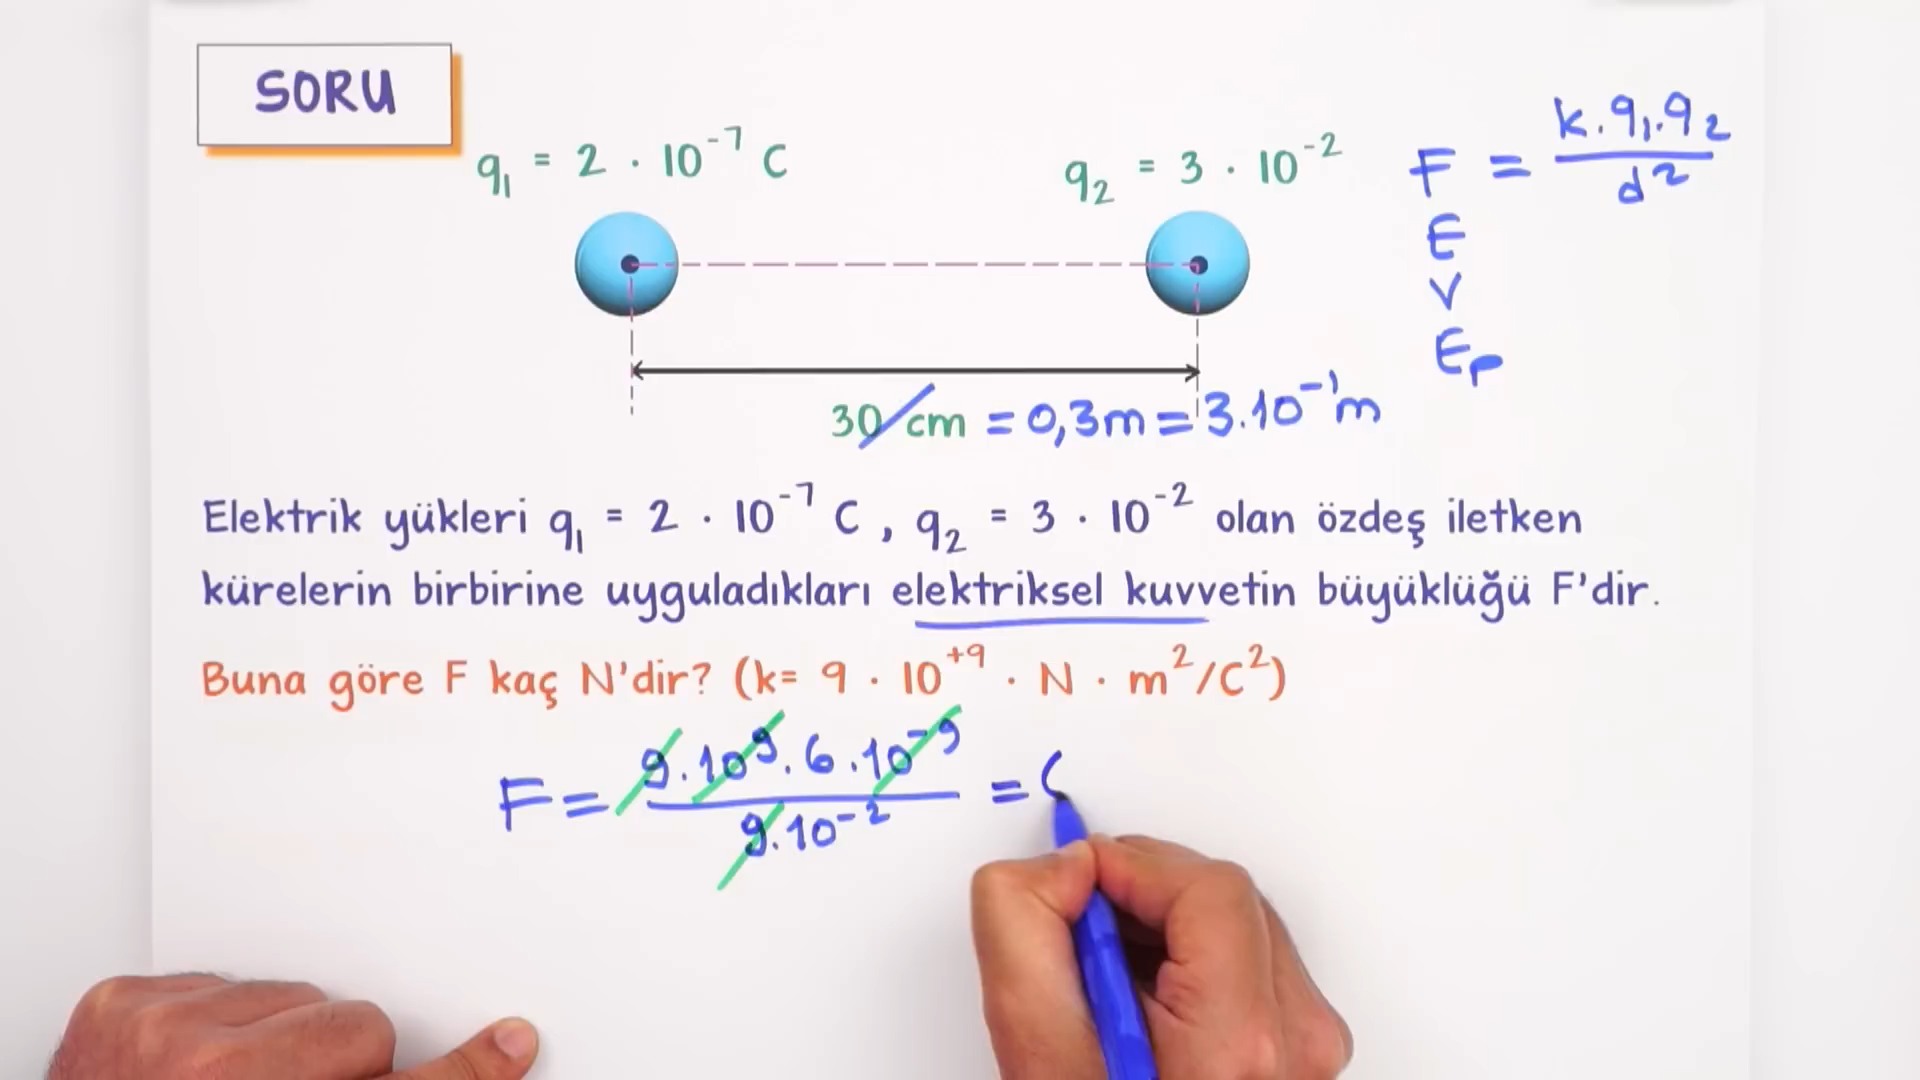 SORU
q₁ = 2 · 10⁻⁷ C
q₂ = 3 · 10⁻²
F = k.q₁.q₂ / d²
E
V
Eₚ
30 cm = 0,3m = 3.10⁻¹m
Elektrik yükleri q₁ = 2 · 10⁻⁷ C , q₂ = 3 · 10⁻² olan özdeş iletken
kürelerin birbirine uyguladıkları elektriksel kuvvetin büyüklüğü F'dir.
Buna göre F kaç N'dir? (k= 9 · 10⁺⁹ · N · m²/C²)
F = 9.10⁹.6.10⁻⁹ / 9.10⁻² =